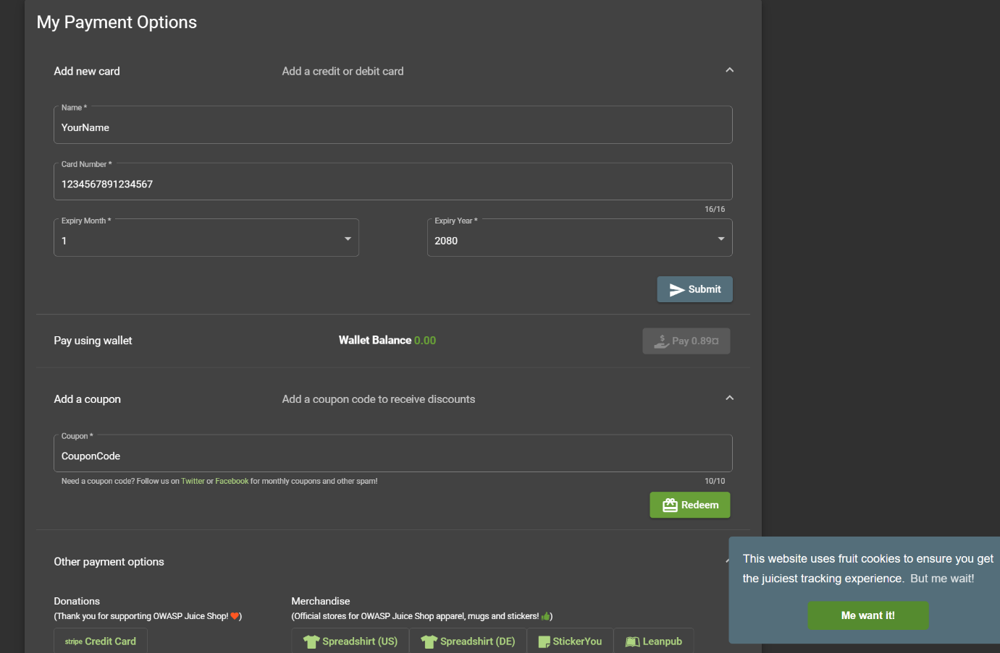 My Payment Options
Add new card Add a credit or debit card
Name *
YourName
Card Number *
1234567891234567
16/16
Expiry Month * Expiry Year *
1 2080
Submit
Pay using wallet Wallet Balance 0.00 Pay 0.89¤
Add a coupon Add a coupon code to receive discounts
Coupon *
CouponCode
Need a coupon code? Follow us on Twitter or Facebook for monthly coupons and other spam! 10/10
Redeem
Other payment options
Donations Merchandise
(Thank you for supporting OWASP Juice Shop! ❤️) (Official stores for OWASP Juice Shop apparel, mugs and stickers! 👍)
stripe Credit Card Spreadshirt (US) Spreadshirt (DE) StickerYou Leanpub
This website uses fruit cookies to ensure you get
the juiciest tracking experience. But me wait!
Me want it!